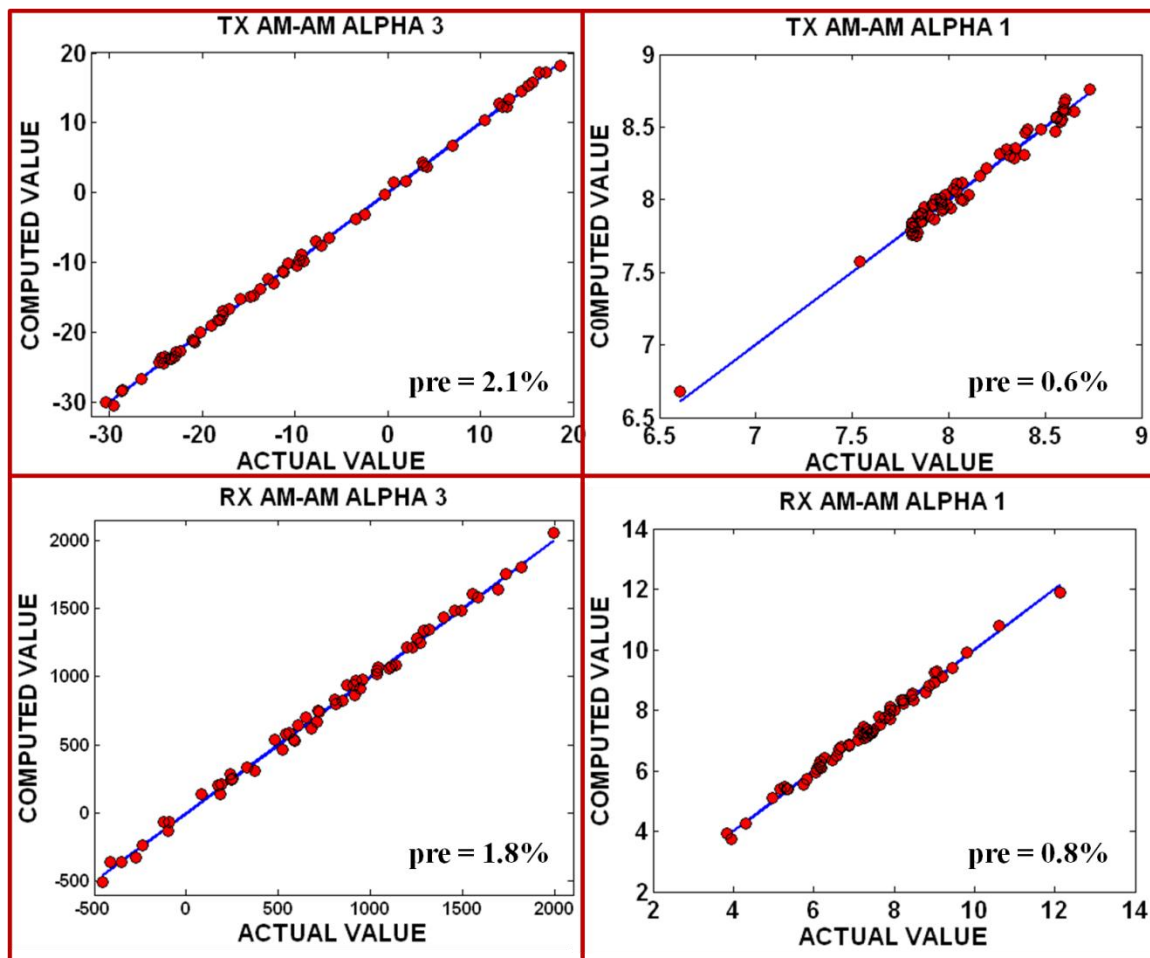 TX AM-AM ALPHA 3
20
10
0
-10
-20
-30
COMPUTED VALUE
pre = 2.1%
-30 -20 -10 0 10 20
ACTUAL VALUE
TX AM-AM ALPHA 1
9
8.5
8
7.5
7
6.5
C0MPUTED VALUE
pre = 0.6%
6.5 7 7.5 8 8.5 9
ACTUAL VALUE
RX AM-AM ALPHA 3
2000
1500
1000
500
0
-500
COMPUTED VALUE
pre = 1.8%
-500 0 500 1000 1500 2000
ACTUAL VALUE
RX AM-AM ALPHA 1
14
12
10
8
6
4
2
COMPUTED VALUE
pre = 0.8%
2 4 6 8 10 12 14
ACTUAL VALUE